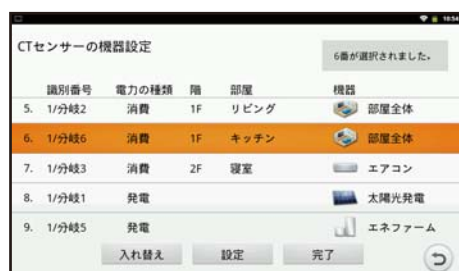 10:54
CTセンサーの機器設定
6番が選択されました。
識別番号 電力の種類 階 部屋 機器
5. 1/分岐2 消費 1F リビング 部屋全体
6. 1/分岐6 消費 1F キッチン 部屋全体
7. 1/分岐3 消費 2F 寝室 エアコン
8. 1/分岐1 発電 太陽光発電
9. 1/分岐5 発電 エネファーム
入れ替え 設定 完了